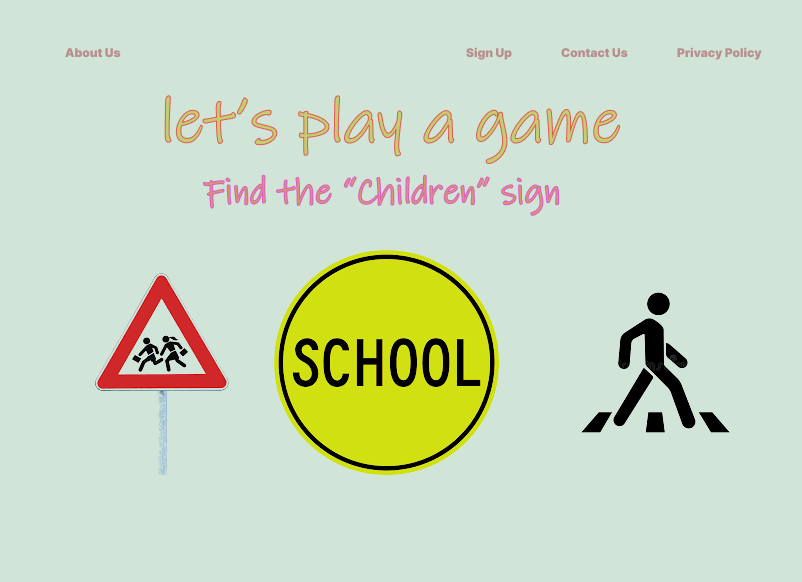 About Us Sign Up Contact Us Privacy Policy
let's play a game
Find the "Children" sign
SCHOOL